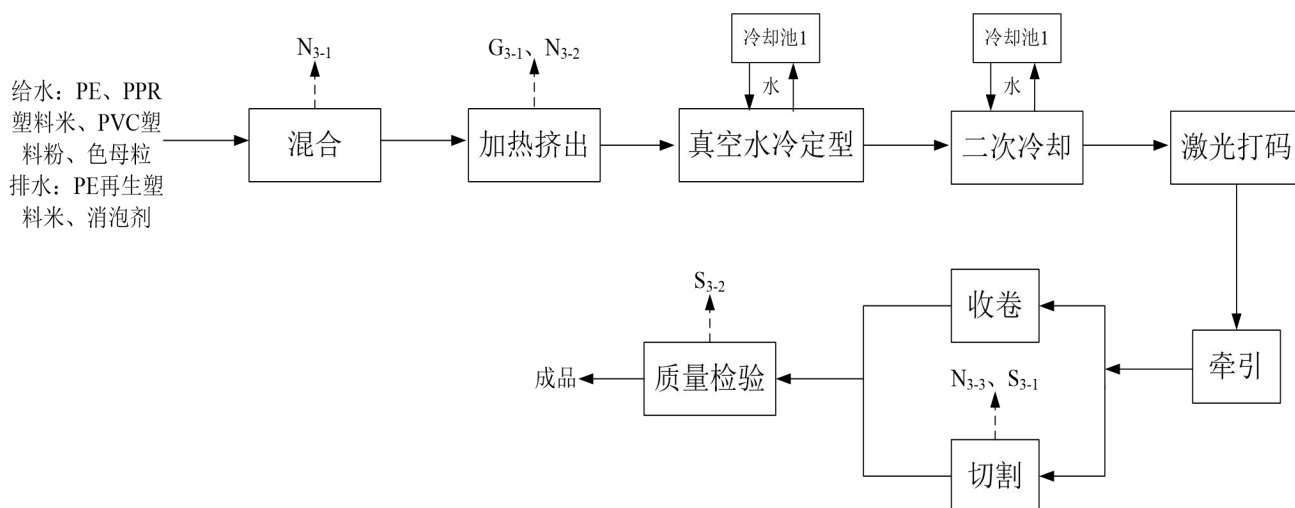 给水：PE、PPR
塑料米、PVC塑
料粉、色母粒
排水：PE再生塑
料米、消泡剂
N3-1
混合
G3-1、N3-2
加热挤出
冷却池1
水
真空水冷定型
冷却池1
水
二次冷却
激光打码
牵引
收卷
N3-3、S3-1
切割
S3-2
质量检验
成品